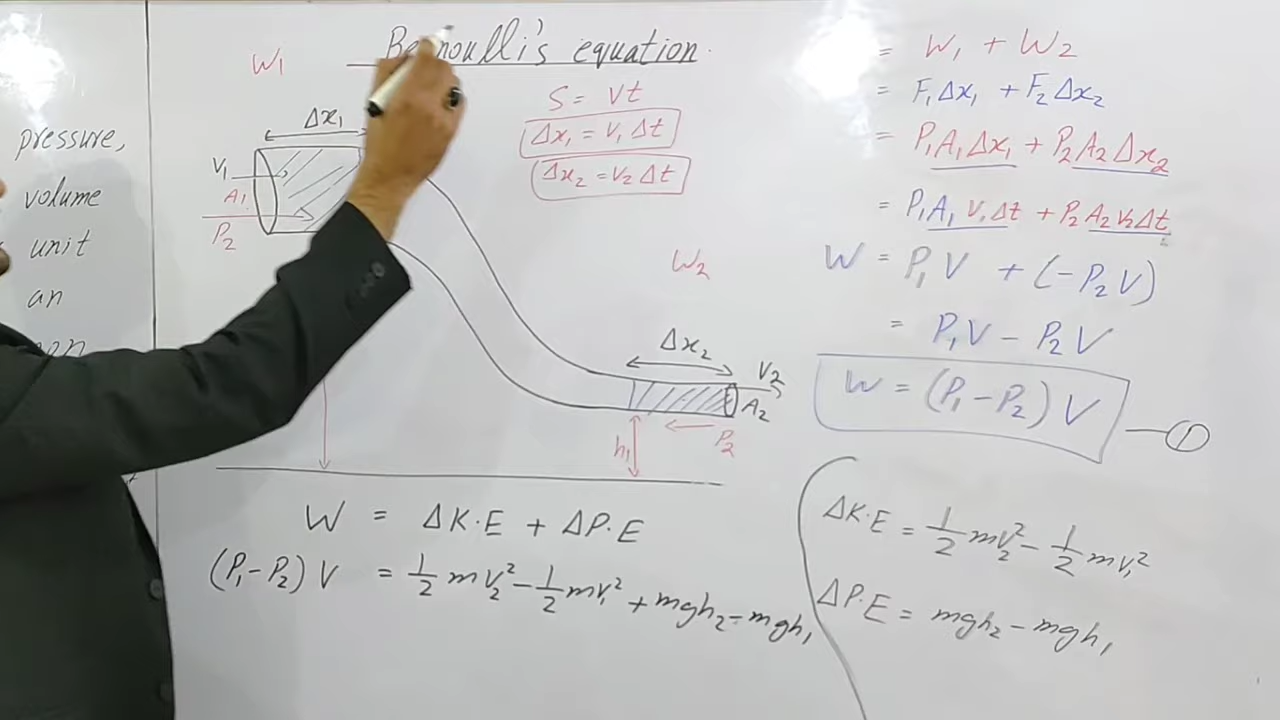 pressure,
volume
unit
an
Bernoulli's equation.
W₁
Δx₁
V₁
A₁
P₂
S = vt
Δx₁ = V₁ Δt
Δx₂ = V₂ Δt
W₂
Δx₂
V₂
A₂
P₂
h₁
W = ΔK.E + ΔP.E
(P₁-P₂) V = 1/2 mv₂² - 1/2 mv₁² + mgh₂ - mgh₁
= W₁ + W₂
= F₁Δx₁ + F₂Δx₂
= P₁A₁Δx₁ + P₂A₂Δx₂
= P₁A₁ V₁Δt + P₂A₂V₂Δt
W = P₁V + (-P₂V)
= P₁V - P₂V
W = (P₁-P₂) V
1
ΔK.E = 1/2 mv₂² - 1/2 mv₁²
ΔP.E = mgh₂ - mgh₁